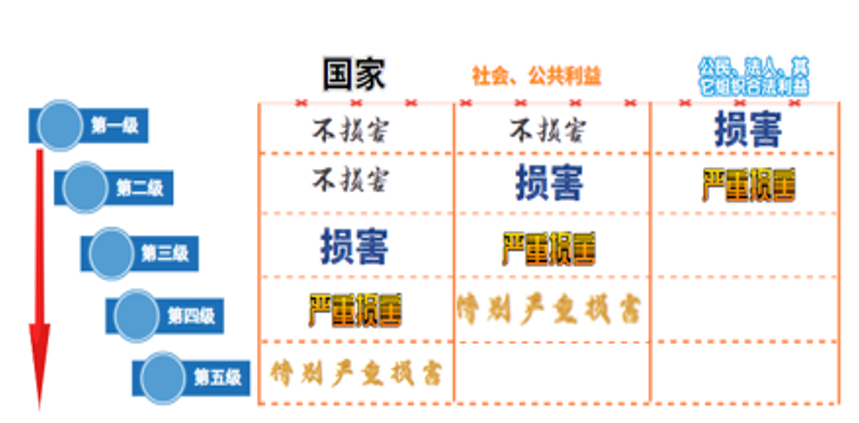 国家
社会、公共利益
公民、法人、其
它组织合法利益
第一级
不损害
不损害
损害
第二级
不损害
损害
严重损害
第三级
损害
严重损害
第四级
严重损害
特别严重损害
第五级
特别严重损害